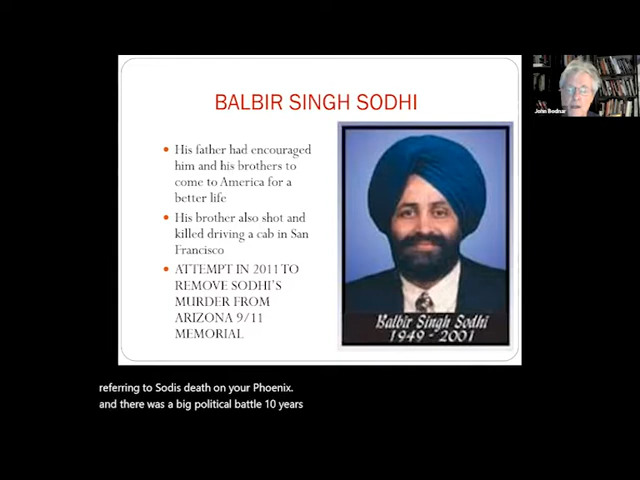 BALBIR SINGH SODHI
John Bodnar
His father had encouraged
him and his brothers to
come to America for a
better life
His brother also shot and
killed driving a cab in San
Francisco
ATTEMPT IN 2011 TO
REMOVE SODHI'S
MURDER FROM
ARIZONA 9/11
MEMORIAL
Balbir Singh Sodhi
1949 - 2001
referring to Sodis death on your Phoenix.
and there was a big political battle 10 years